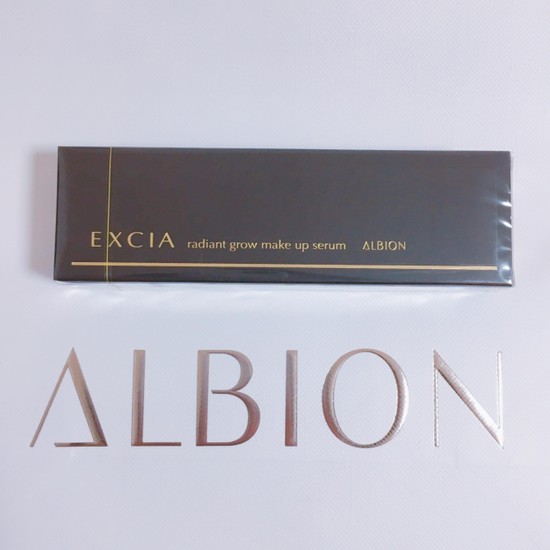 EXCIA radiant grow make up serum ALBION
ALBION